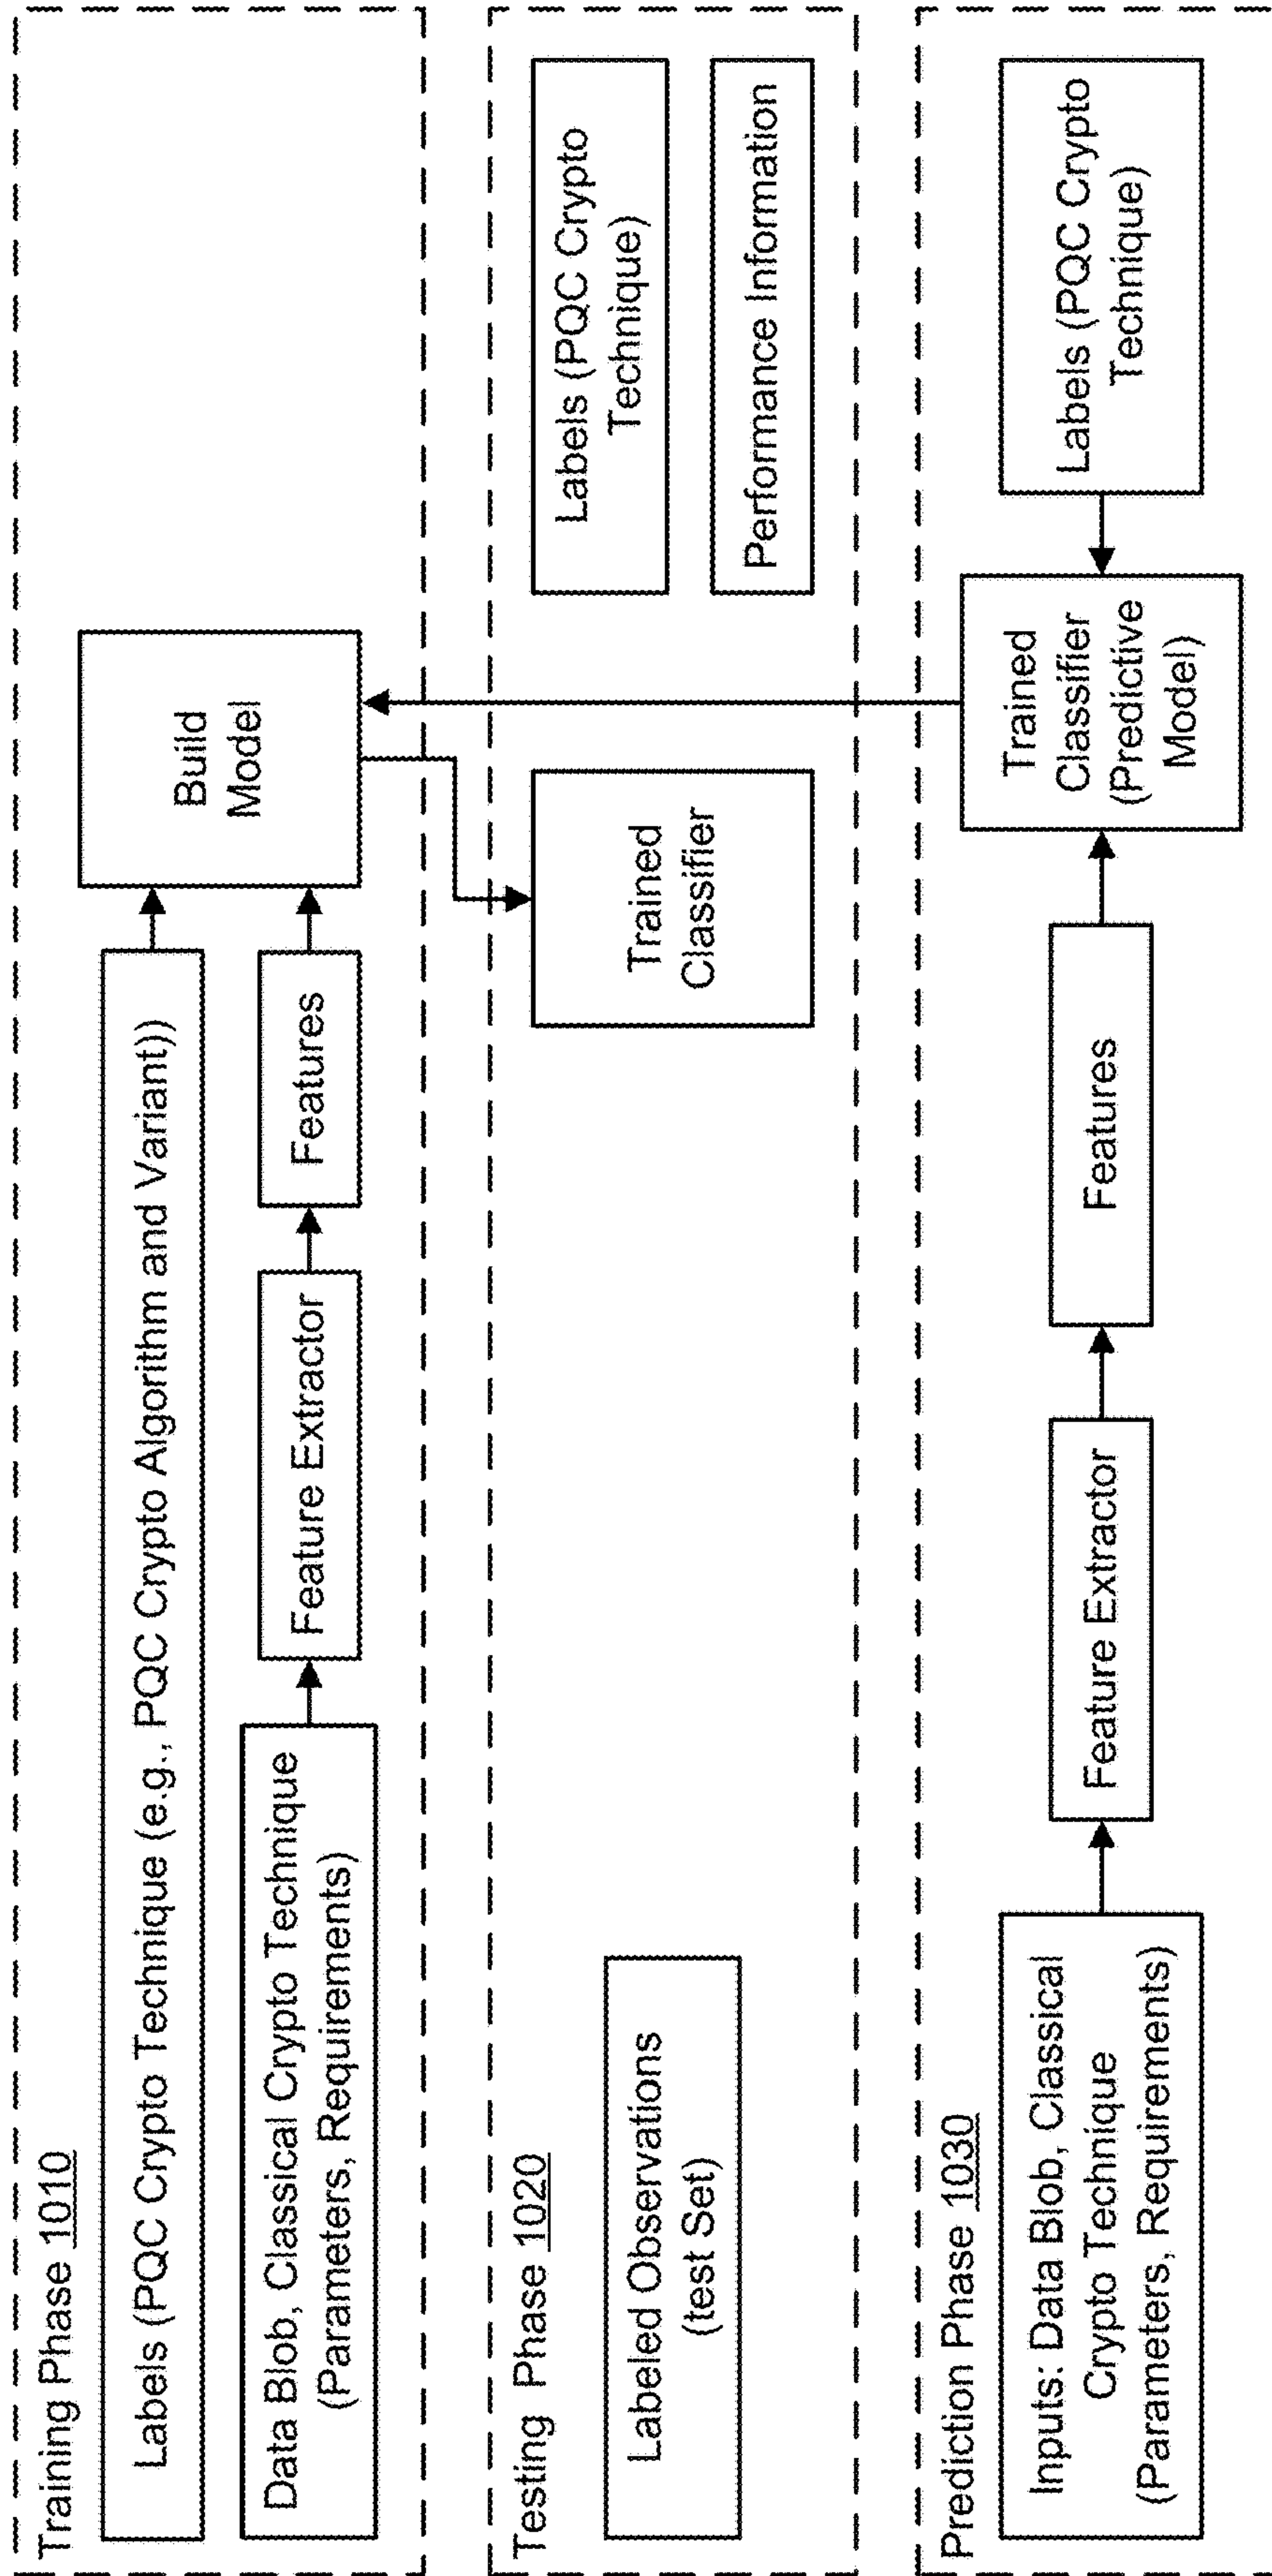 Training Phase 1010
Labels (PQC Crypto Technique (e.g., PQC Crypto Algorithm and Variant))
Data Blob, Classical Crypto Technique
(Parameters, Requirements)
Feature Extractor
Features
Build
Model
Testing Phase 1020
Labeled Observations
(test Set)
Trained
Classifier
Labels (PQC Crypto
Technique)
Performance Information
Prediction Phase 1030
Inputs: Data Blob, Classical
Crypto Technique
(Parameters, Requirements)
Feature Extractor
Features
Trained
Classifier
(Predictive
Model)
Labels (PQC Crypto
Technique)